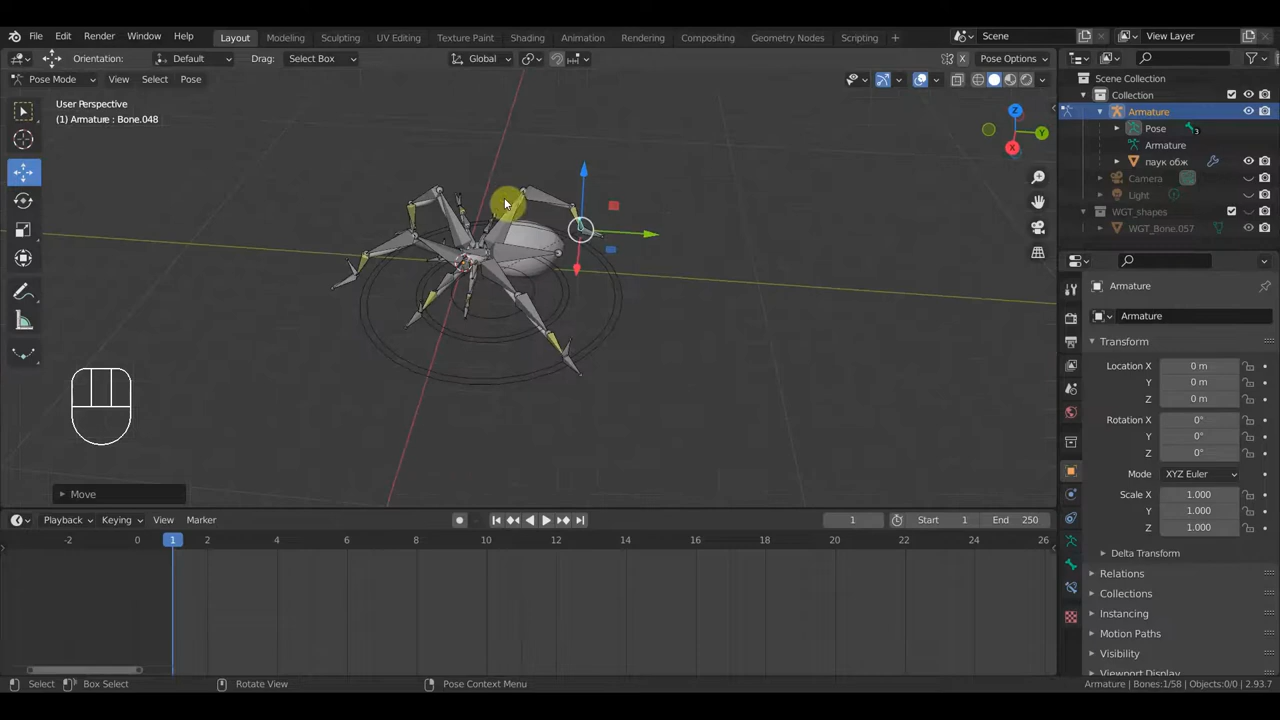 File Edit Render Window Help Layout Modeling Sculpting UV Editing Texture Paint Shading Animation Rendering Compositing Geometry Nodes Scripting + Scene View Layer
Orientation: Default Drag: Select Box Global X Pose Options
Pose Mode View Select Pose
User Perspective
(1) Armature : Bone.048
Z
Y
X
Move
Scene Collection
Collection
Armature
Pose 3
Armature
паук обж
Camera
Light
WGT_shapes
WGT_Bone.057
Armature
Armature
Transform
Location X 0 m
Y 0 m
Z 0 m
Rotation X 0°
Y 0°
Z 0°
Mode XYZ Euler
Scale X 1.000
Y 1.000
Z 1.000
Delta Transform
Relations
Collections
Instancing
Motion Paths
Visibility
Viewport Display
Playback Keying View Marker 1 Start 1 End 250
-2 0 1 2 4 6 8 10 12 14 16 18 20 22 24 26
Select Box Select Rotate View Pose Context Menu Armature | Bones:1/58 | Objects:0/0 | 2.93.7